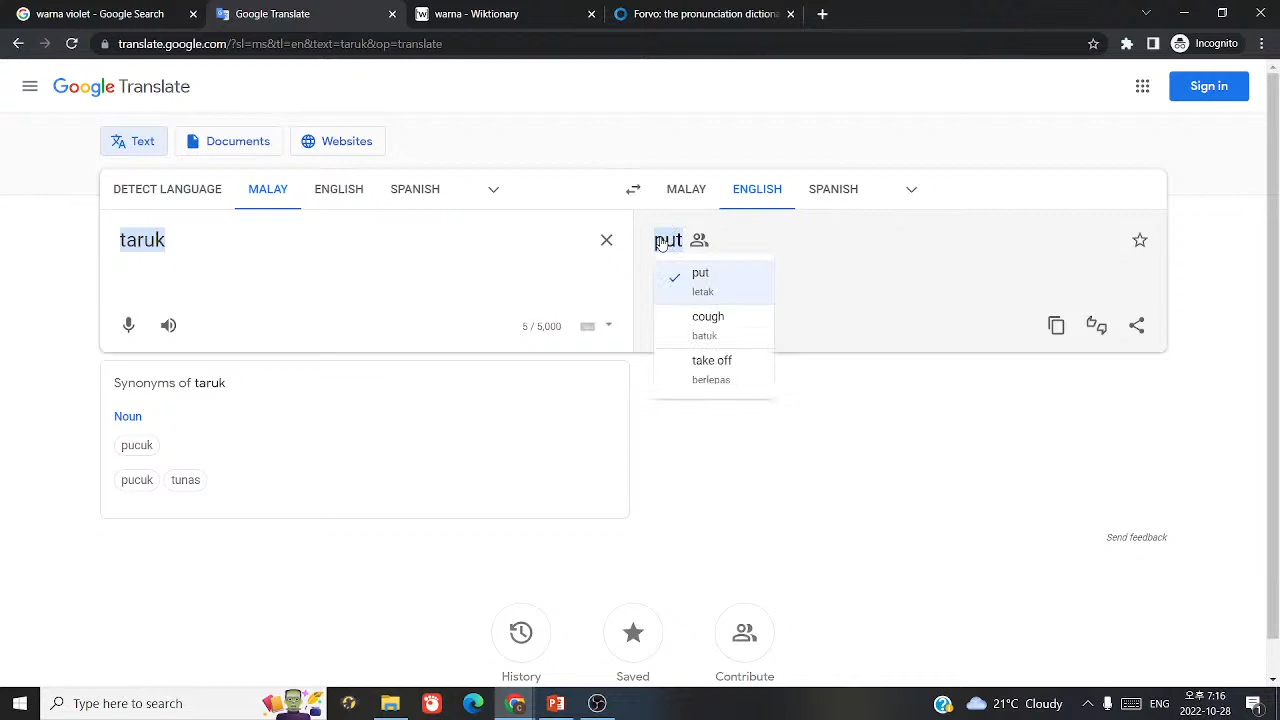 warna violet - Google Search
Google Translate
warna - Wiktionary
Forvo: the pronunciation dictiona
translate.google.com/?sl=ms&tl=en&text=taruk&op=translate
Incognito
Google Translate
Sign in
Text
Documents
Websites
DETECT LANGUAGE
MALAY
ENGLISH
SPANISH
MALAY
ENGLISH
SPANISH
taruk
put
put
letak
cough
batuk
take off
berlepas
5 / 5,000
Synonyms of taruk
Noun
pucuk
pucuk
tunas
Send feedback
History
Saved
Contribute
Type here to search
21°C Cloudy
ENG
오후 7:16
2022-10-28